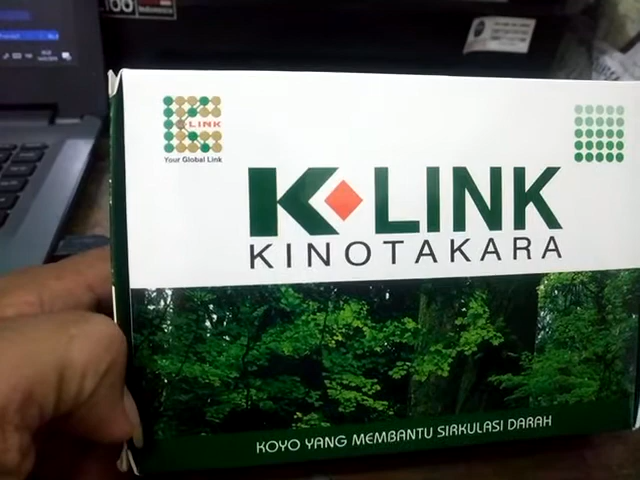 K-LINK
Your Global Link
K LINK
KINOTAKARA
KOYO YANG MEMBANTU SIRKULASI DARAH